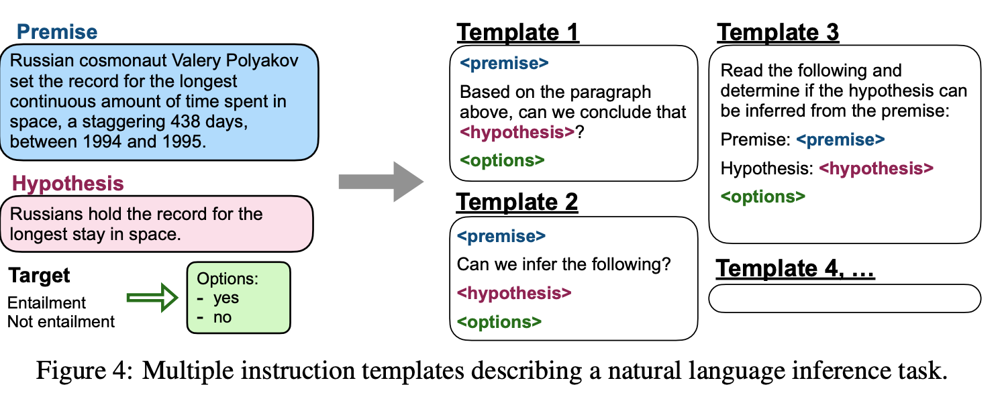 Premise
Russian cosmonaut Valery Polyakov
set the record for the longest
continuous amount of time spent in
space, a staggering 438 days,
between 1994 and 1995.
Hypothesis
Russians hold the record for the
longest stay in space.
Target
Entailment
Not entailment
Options:
- yes
- no
Template 1
<premise>
Based on the paragraph
above, can we conclude that
<hypothesis>?
<options>
Template 2
<premise>
Can we infer the following?
<hypothesis>
<options>
Template 3
Read the following and
determine if the hypothesis can
be inferred from the premise:
Premise: <premise>
Hypothesis: <hypothesis>
<options>
Template 4, ...
Figure 4: Multiple instruction templates describing a natural language inference task.